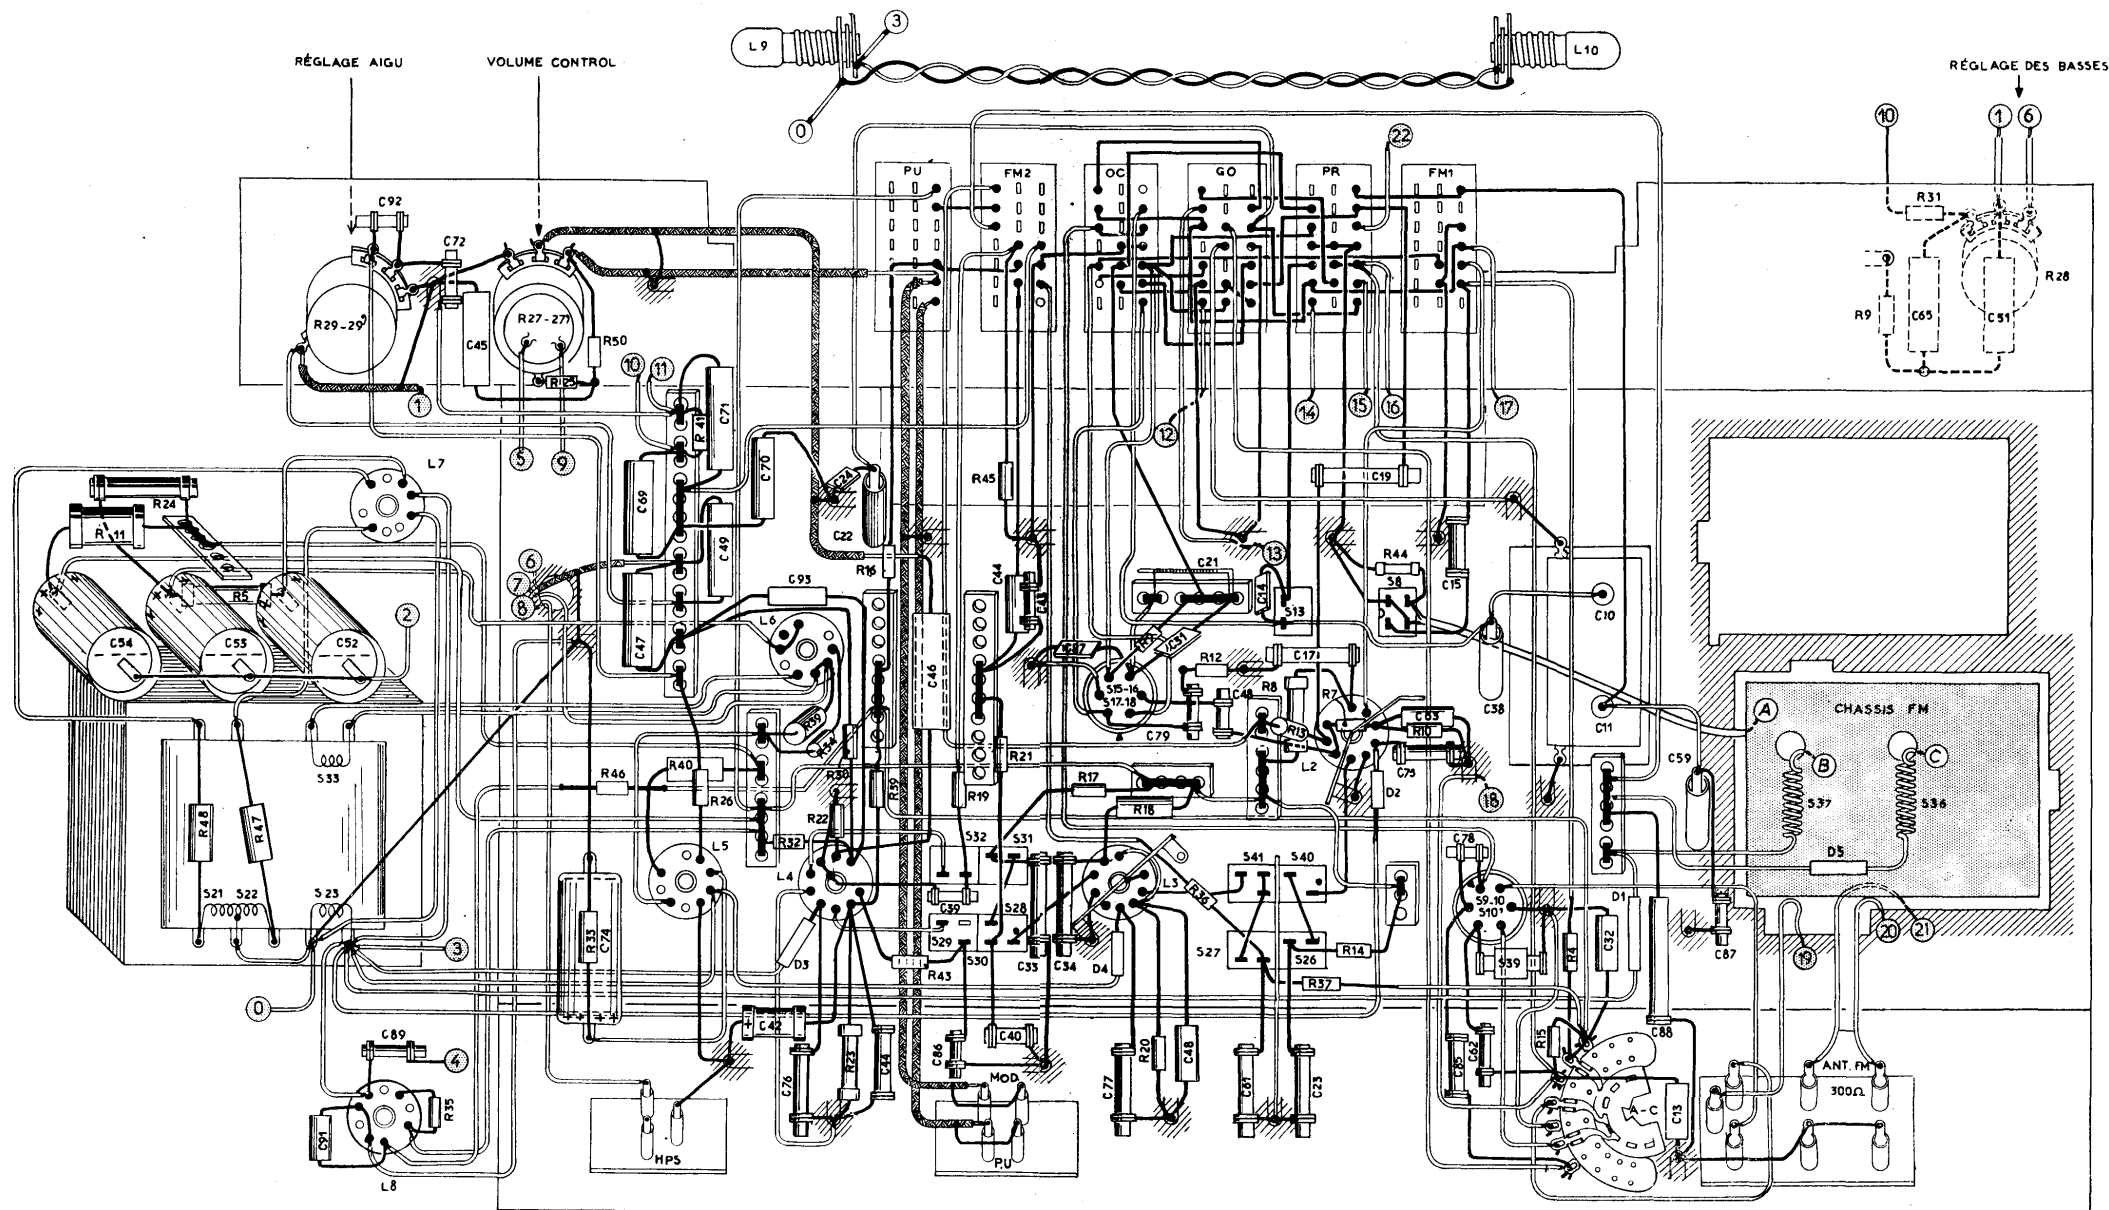 L9
3
L10
RÉGLAGE AIGU
VOLUME CONTROL
RÉGLAGE DES BASSES
0
10
1
6
22
PU
FM2
OC
GO
PR
FM1
C92
C72
R31
R29-29'
C45
R27-27'
R50
R28
R9
C65
C51
10
11
1
C71
R41
12
14
15
16
17
5
9
L7
C70
C69
C24
R45
C19
R24
R11
C22
C49
R16
13
R44
6
7
8
C44
C21
C14
S8
C15
R5
C93
C43
S13
C10
2
L6
C54
C53
C52
C47
C46
C31
R12
C17
R8
R7
S15-16
S17-18
C48
C38
C11
A
CHASSIS FM
R39
R34
C79
R13
C83
R10
S33
R40
R30
R21
L2
C75
C59
B
C
R46
R26
R19
R17
D2
18
S37
S36
R48
R47
R22
R18
R32
S32
S31
C78
L5
L4
S41
S40
D5
L3
S21
S22
S23
C39
S28
R36
S9-10
S10'
D1
R33
C74
S29
S30
C33
C34
D4
S27
S26
R14
R4
C32
20
21
3
D3
R43
S39
C87
19
R37
0
C42
C88
C89
4
C76
R23
C44
C86
C40
C77
R20
C48
C61
C23
C85
C62
R15
MOD
ANT. FM
300Ω
R35
A-C
C13
C91
HPS
PU
L8